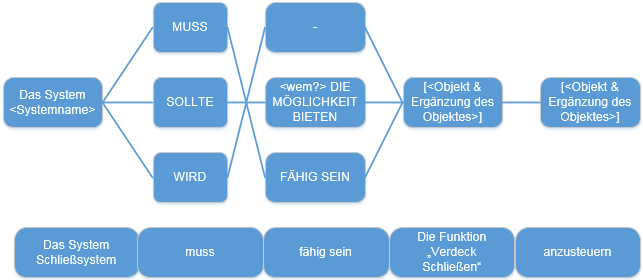 MUSS
-
Das System
<Systemname>
SOLLTE
<wem?> DIE
MÖGLICHKEIT
BIETEN
[<Objekt &
Ergänzung des
Objektes>]
[<Objekt &
Ergänzung des
Objektes>]
WIRD
FÄHIG SEIN
Das System
Schließsystem
muss
fähig sein
Die Funktion
„Verdeck
Schließen“
anzusteuern